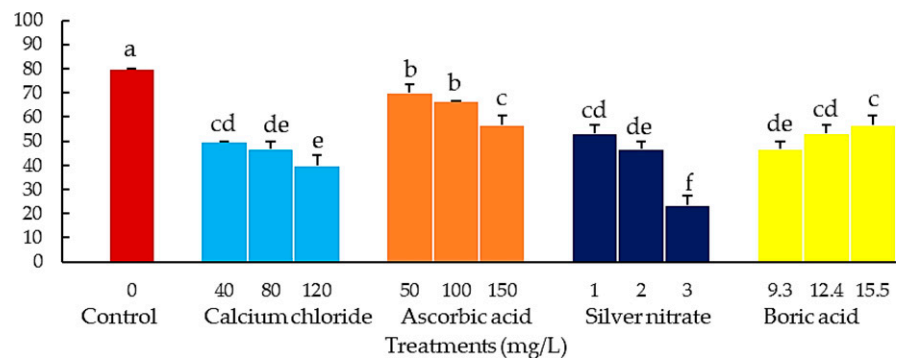 100
90
80
70
60
50
40
30
20
10
0
a
cd
de
e
b
b
c
cd
de
f
de
cd
c
0 40 80 120 50 100 150 1 2 3 9.3 12.4 15.5
Control Calcium chloride Ascorbic acid Silver nitrate Boric acid
Treatments (mg/L)